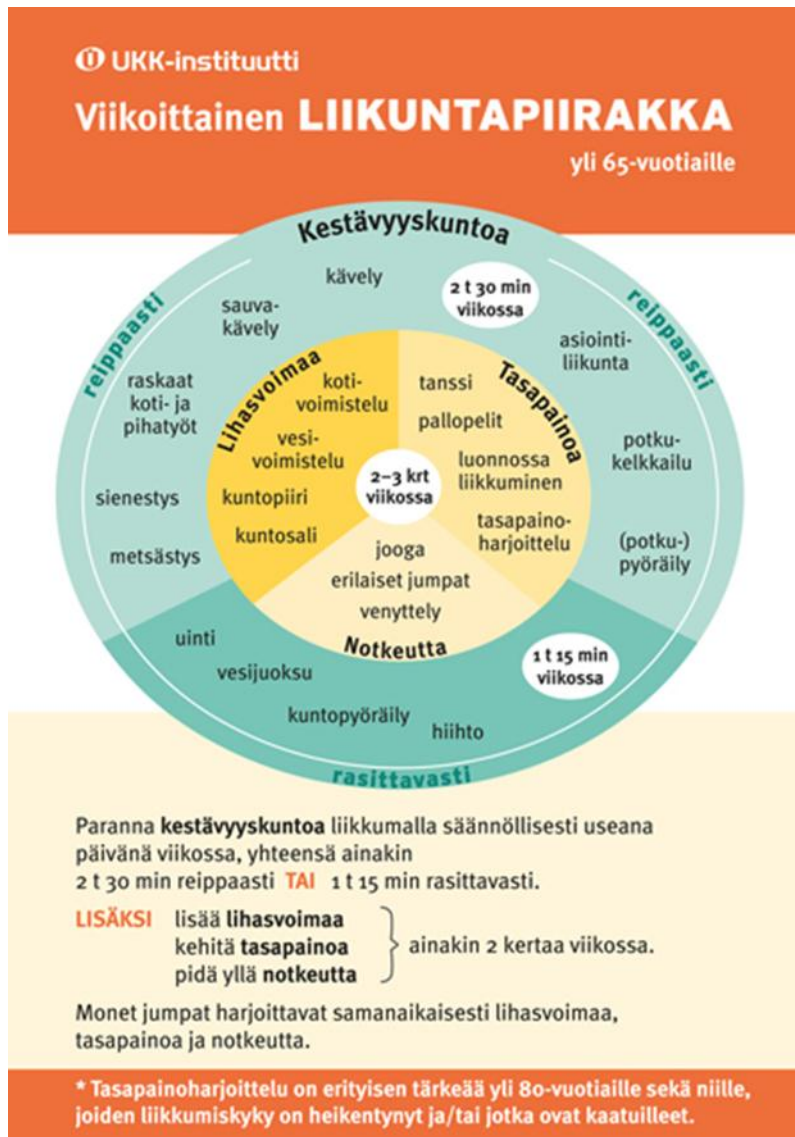 UKK-instituutti
Viikoittainen LIIKUNTAPIIRAKKA
yli 65-vuotiaille
Kestävyyskuntoa
reippaasti
reippaasti
kävely
2 t 30 min
viikossa
sauva-
kävely
asiointi-
liikunta
raskaat
koti- ja
pihatyöt
potku-
kelkkailu
sienestys
metsästys
(potku-)
pyöräily
Lihasvoimaa
koti-
voimistelu
vesi-
voimistelu
kuntopiiri
kuntosali
Tasapainoa
tanssi
pallopelit
luonnossa
liikkuminen
tasapaino-
harjoittelu
2–3 krt
viikossa
jooga
erilaiset jumpat
venyttely
Notkeutta
uinti
vesijuoksu
kuntopyöräily
hiihto
1 t 15 min
viikossa
rasittavasti
Paranna kestävyyskuntoa liikkumalla säännöllisesti useana
päivänä viikossa, yhteensä ainakin
2 t 30 min reippaasti TAI 1 t 15 min rasittavasti.
LISÄKSI lisää lihasvoimaa
kehitä tasapainoa
pidä yllä notkeutta
ainakin 2 kertaa viikossa.
Monet jumpat harjoittavat samanaikaisesti lihasvoimaa,
tasapainoa ja notkeutta.
* Tasapainoharjoittelu on erityisen tärkeää yli 80-vuotiaille sekä niille,
joiden liikkumiskyky on heikentynyt ja/tai jotka ovat kaatuilleet.